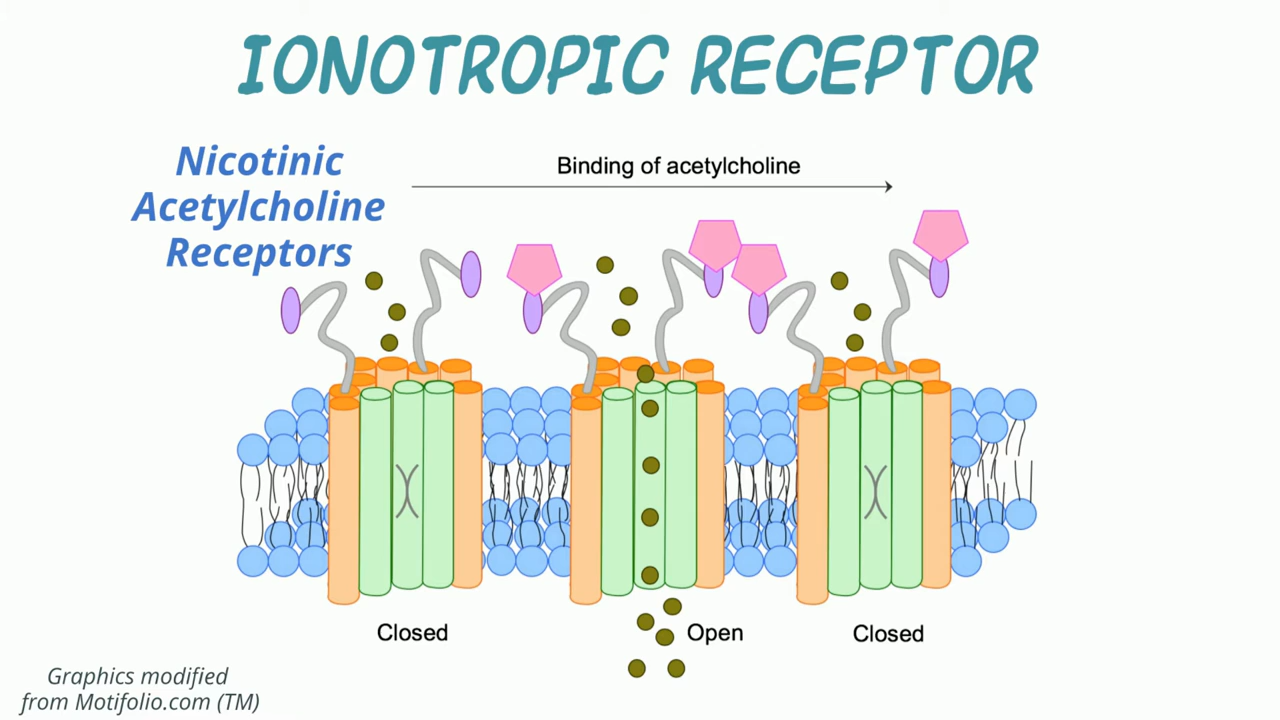 IONOTROPIC RECEPTOR
Nicotinic
Acetylcholine
Receptors
Binding of acetylcholine
Closed
Open
Closed
Graphics modified
from Motifolio.com (TM)